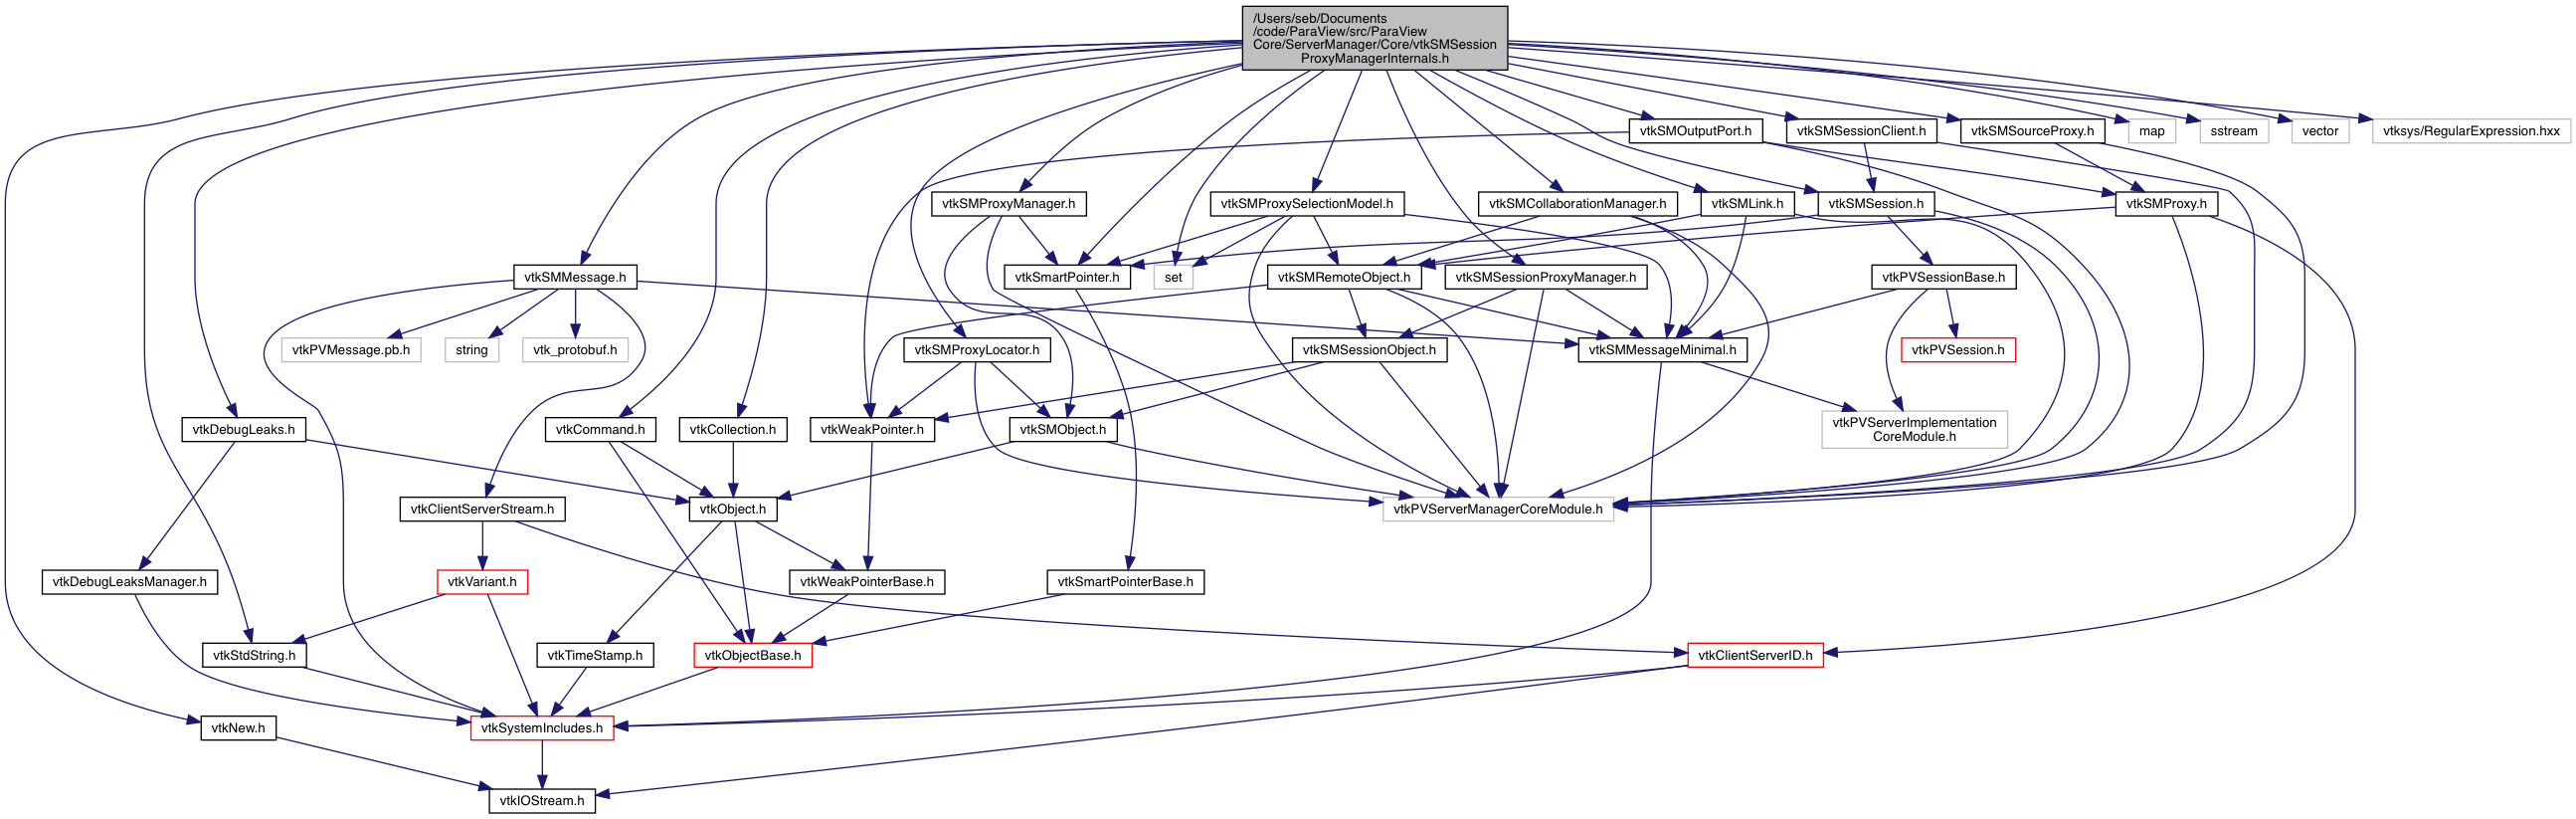 /Users/seb/Documents
/code/ParaView/src/ParaView
Core/ServerManager/Core/vtkSMSession
ProxyManagerInternals.h
vtkSMOutputPort.h
vtkSMSessionClient.h
vtkSMSourceProxy.h
map
sstream
vector
vtksys/RegularExpression.hxx
vtkSMProxyManager.h
vtkSMProxySelectionModel.h
vtkSMCollaborationManager.h
vtkSMLink.h
vtkSMSession.h
vtkSMProxy.h
vtkSMMessage.h
vtkSmartPointer.h
set
vtkSMRemoteObject.h
vtkSMSessionProxyManager.h
vtkPVSessionBase.h
vtkPVMessage.pb.h
string
vtk_protobuf.h
vtkSMProxyLocator.h
vtkSMSessionObject.h
vtkSMMessageMinimal.h
vtkPVSession.h
vtkDebugLeaks.h
vtkCommand.h
vtkCollection.h
vtkWeakPointer.h
vtkSMObject.h
vtkPVServerImplementation
CoreModule.h
vtkClientServerStream.h
vtkObject.h
vtkPVServerManagerCoreModule.h
vtkDebugLeaksManager.h
vtkVariant.h
vtkWeakPointerBase.h
vtkSmartPointerBase.h
vtkStdString.h
vtkTimeStamp.h
vtkObjectBase.h
vtkClientServerID.h
vtkNew.h
vtkSystemIncludes.h
vtkIOStream.h